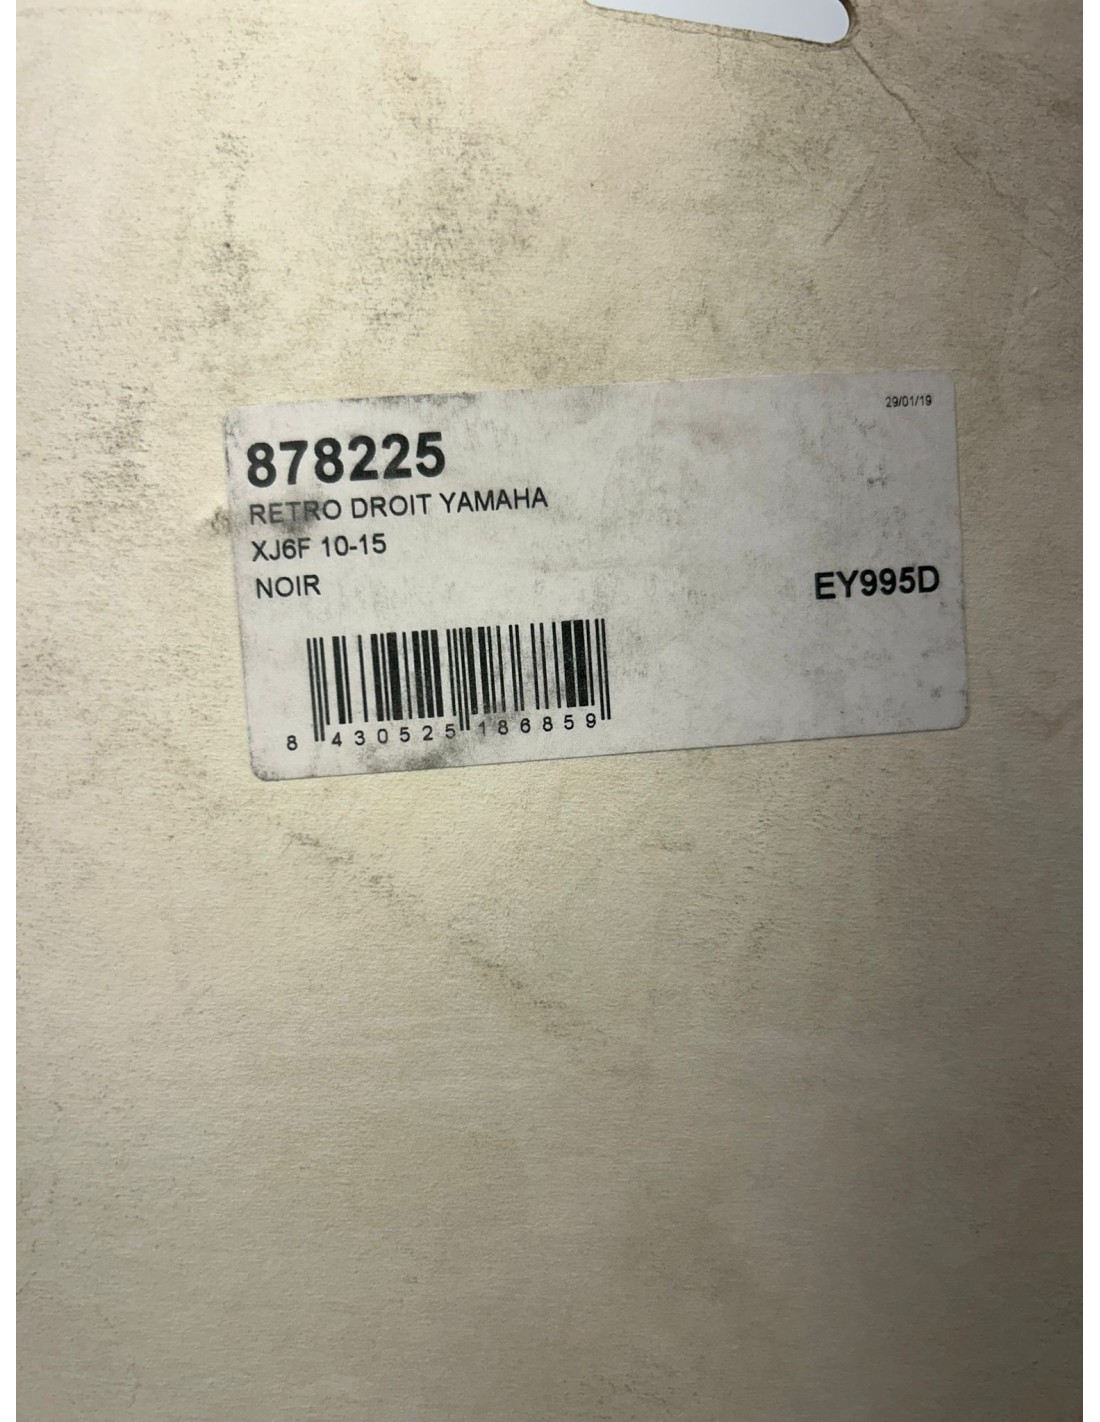 29/01/19
878225
RETRO DROIT YAMAHA
XJ6F 10-15
NOIR
EY995D
8 430525 186859